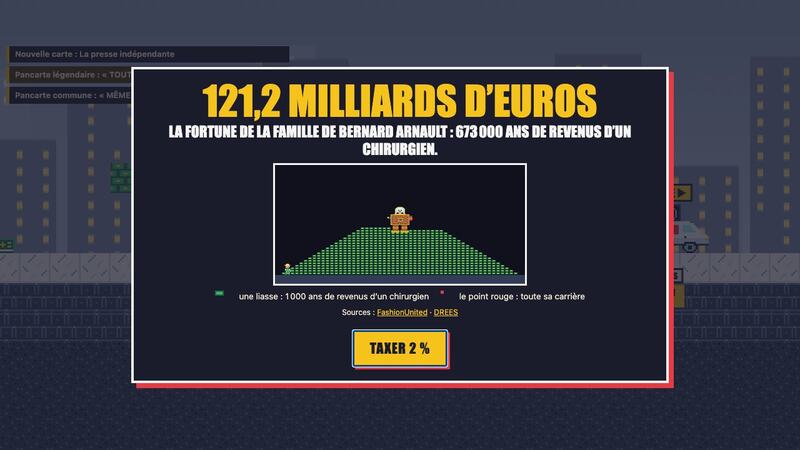 Nouvelle carte : La presse indépendante
Pancarte légendaire : « TOUT
Pancarte commune : « MÊME
121,2 MILLIARDS D'EUROS
LA FORTUNE DE LA FAMILLE DE BERNARD ARNAULT : 673 000 ANS DE REVENUS D'UN
CHIRURGIEN.
une liasse : 1 000 ans de revenus d'un chirurgien
le point rouge : toute sa carrière
Sources : FashionUnited · DREES
TAXER 2 %